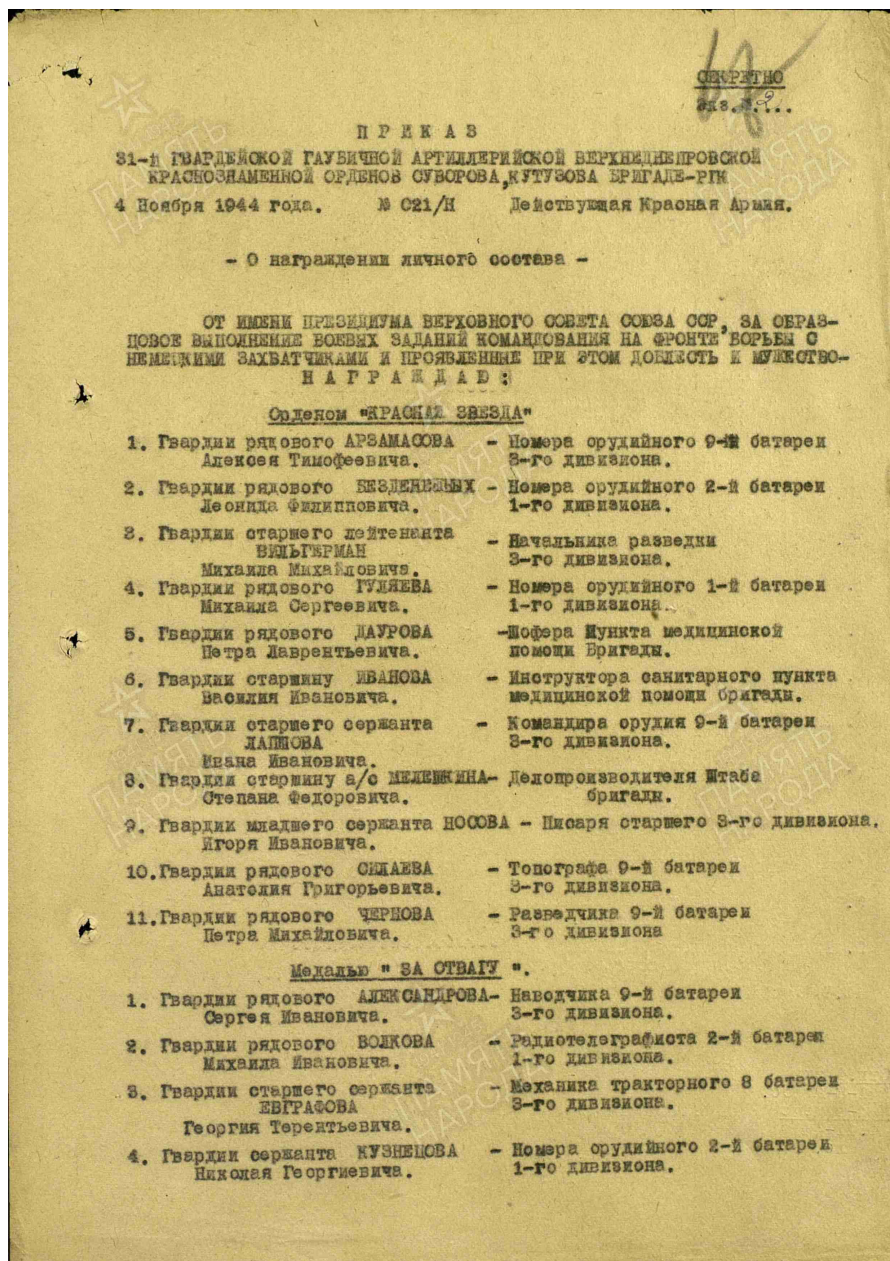 СЕКРЕТНО
Экз.№ 2...
П Р И К А З
31-й ГВАРДЕЙСКОЙ ГАУБИЧНОЙ АРТИЛЛЕРИЙСКОЙ ВЕРХНЕДНЕПРОВСКОЙ
КРАСНОЗНАМЕННОЙ ОРДЕНОВ СУВОРОВА,КУТУЗОВА БРИГАДЕ-РГК
4 Ноября 1944 года. № 021/Н Действующая Красная Армия.
- О награждении личного состава -
ОТ ИМЕНИ ПРЕЗИДИУМА ВЕРХОВНОГО СОВЕТА СОЮЗА ССР, ЗА ОБРАЗ-
ЦОВОЕ ВЫПОЛНЕНИЕ БОЕВЫХ ЗАДАНИЙ КОМАНДОВАНИЯ НА ФРОНТЕ БОРЬБЫ С
НЕМЕЦКИМИ ЗАХВАТЧИКАМИ И ПРОЯВЛЕННЫЕ ПРИ ЭТОМ ДОБЛЕСТЬ И МУЖЕСТВО-
Н А Г Р А Ж Д А Ю :
Орденом "КРАСНАЯ ЗВЕЗДА"
1. Гвардии рядового АРЗАМАСОВА - Номера орудийного 9-й батареи
Алексея Тимофеевича. 3-го дивизиона.
2. Гвардии рядового БЕЗДЕНЕЖНЫХ - Номера орудийного 2-й батареи
Леонида Филипповича. 1-го дивизиона.
3. Гвардии старшего лейтенанта
ВИЛЬГЕРМАН - Начальника разведки
Михаила Михайловича. 3-го дивизиона.
4. Гвардии рядового ГУЛЯЕВА - Номера орудийного 1-й батареи
Михаила Сергеевича. 1-го дивизиона.
5. Гвардии рядового ДАУРОВА -Шофера Пункта медицинской
Петра Лаврентьевича. помощи Бригады.
6. Гвардии старшину ИВАНОВА - Инструктора санитарного пункта
Василия Ивановича. медицинской помощи бригады.
7. Гвардии старшего сержанта - Командира орудия 9-й батареи
ЛАПШОВА 3-го дивизиона.
Ивана Ивановича.
8. Гвардии старшину а/с МЕЛЕШКИНА- Делопроизводителя Штаба
Степана Федоровича. бригады.
9. Гвардии младшего сержанта НОСОВА - Писаря старшего 3-го дивизиона.
Игоря Ивановича.
10.Гвардии рядового СИЛАЕВА - Топографа 9-й батареи
Анатолия Григорьевича. 3-го дивизиона.
11.Гвардии рядового ЧЕРНОВА - Разведчика 9-й батареи
Петра Михайловича. 3-го дивизиона
Медалью " ЗА ОТВАГУ ".
1. Гвардии рядового АЛЕКСАНДРОВА- Наводчика 9-й батареи
Сергея Ивановича. 3-го дивизиона.
2. Гвардии рядового ВОЛКОВА - Радиотелеграфиста 2-й батареи
Михаила Ивановича. 1-го дивизиона.
3. Гвардии старшего сержанта - Механика тракторного 8 батареи
ЕВГРАФОВА 3-го дивизиона.
Георгия Терентьевича.
4. Гвардии сержанта КУЗНЕЦОВА - Номера орудийного 2-й батареи
Николая Георгиевича. 1-го дивизиона.
ПАМЯТЬ НАРОДА